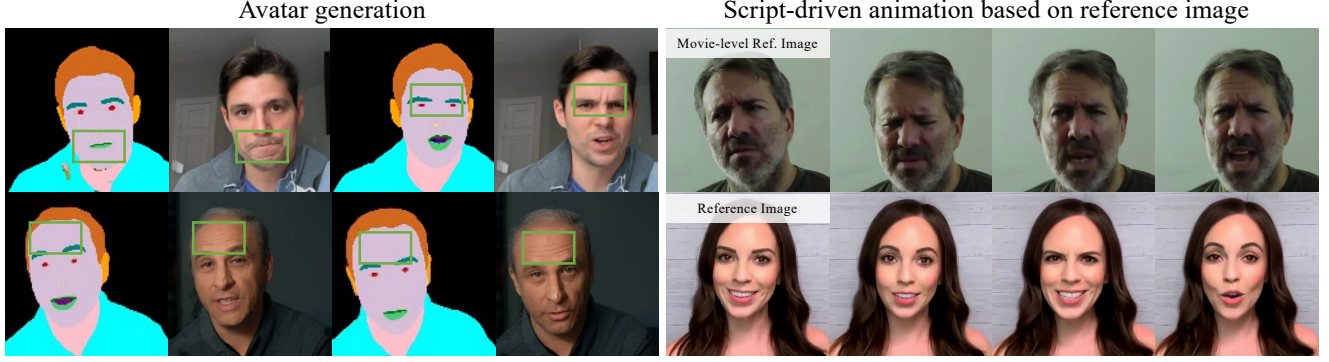 Avatar generation
Script-driven animation based on reference image
Movie-level Ref. Image
Reference Image